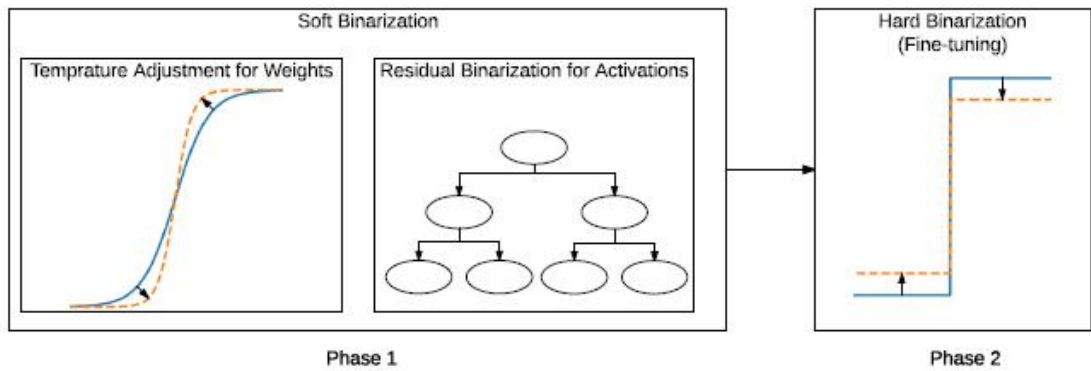 Soft Binarization
Temprature Adjustment for Weights
Residual Binarization for Activations
Hard Binarization
(Fine-tuning)
Phase 1
Phase 2